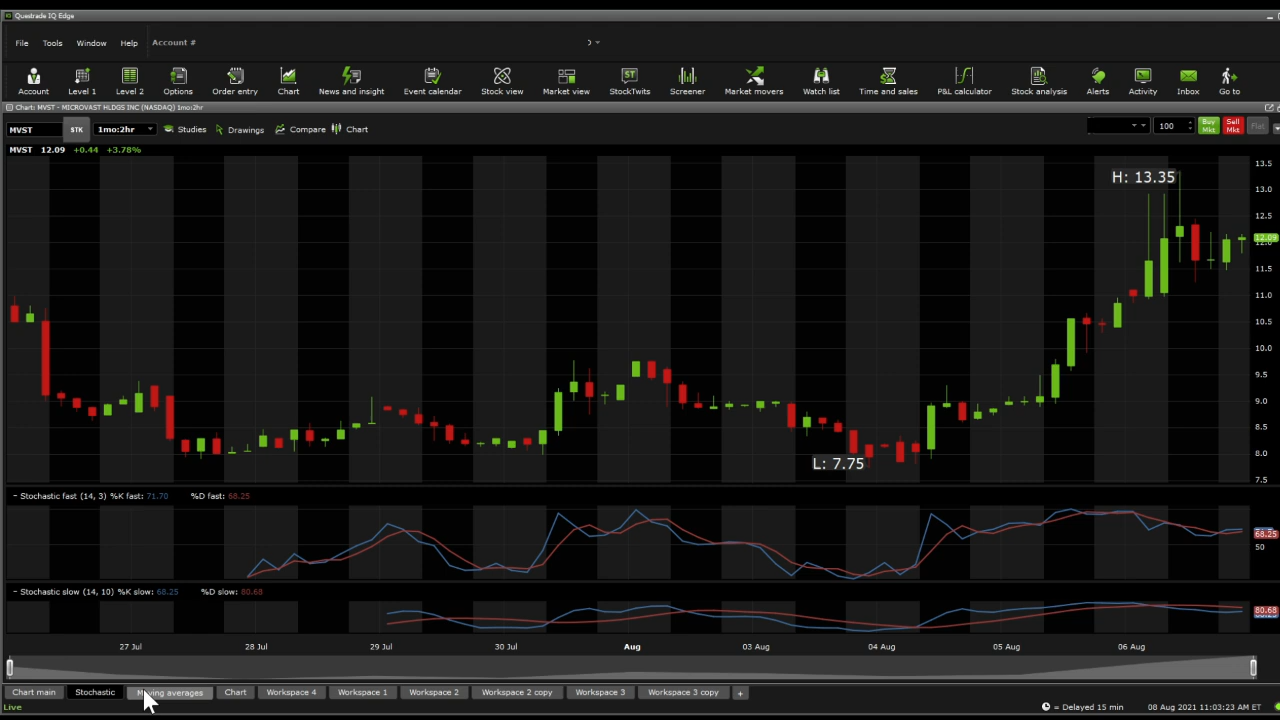 Questrade IQ Edge
File Tools Window Help Account #
Account Level 1 Level 2 Options Order entry Chart News and insight Event calendar Stock view Market view StockTwits Screener Market movers Watch list Time and sales P&L calculator Stock analysis Alerts Activity Inbox Go to
Chart: MVST - MICROVAST HLDGS INC (NASDAQ) 1mo:2hr
MVST STK 1mo:2hr Studies Drawings Compare Chart 100 Buy Mkt Sell Mkt Flat
MVST 12.09 +0.44 +3.78%
13.5
H: 13.35
13.0
12.5
12.09
12.0
11.5
11.0
10.5
10.0
9.5
9.0
8.5
L: 7.75
8.0
7.5
– Stochastic fast (14, 3) %K fast: 71.70 %D fast: 68.25
68.25
50
– Stochastic slow (14, 10) %K slow: 68.25 %D slow: 80.68
80.68
27 Jul 28 Jul 29 Jul 30 Jul Aug 03 Aug 04 Aug 05 Aug 06 Aug
Chart main Stochastic Moving averages Chart Workspace 4 Workspace 1 Workspace 2 Workspace 2 copy Workspace 3 Workspace 3 copy +
Live = Delayed 15 min 08 Aug 2021 11:03:23 AM ET